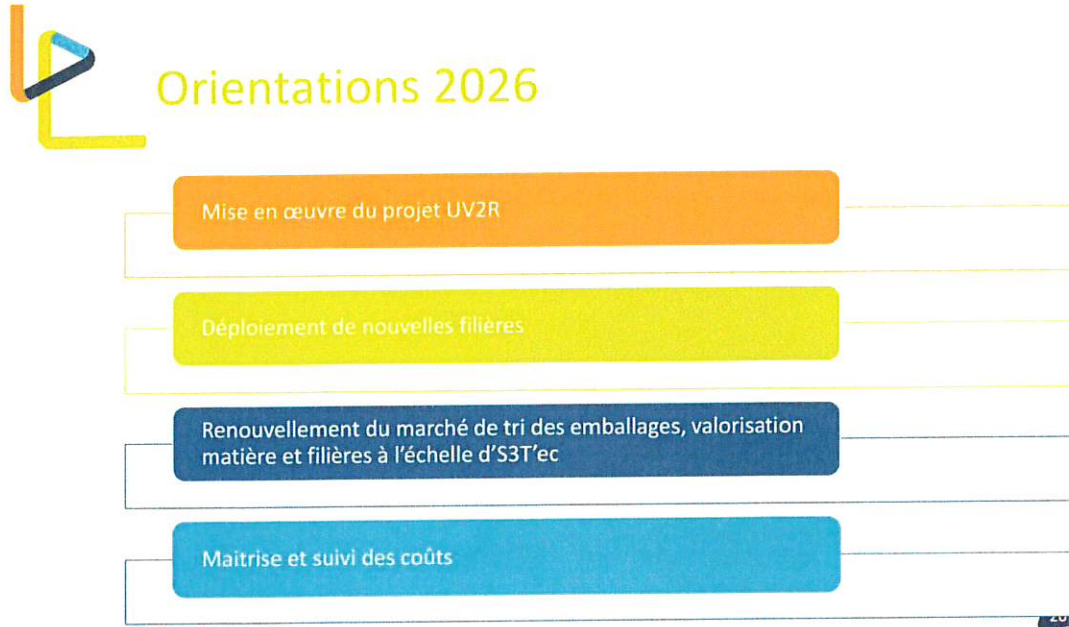 Orientations 2026
Mise en œuvre du projet UV2R
Déploiement de nouvelles filières
Renouvellement du marché de tri des emballages, valorisation
matière et filières à l'échelle d'S3T'ec
Maitrise et suivi des coûts